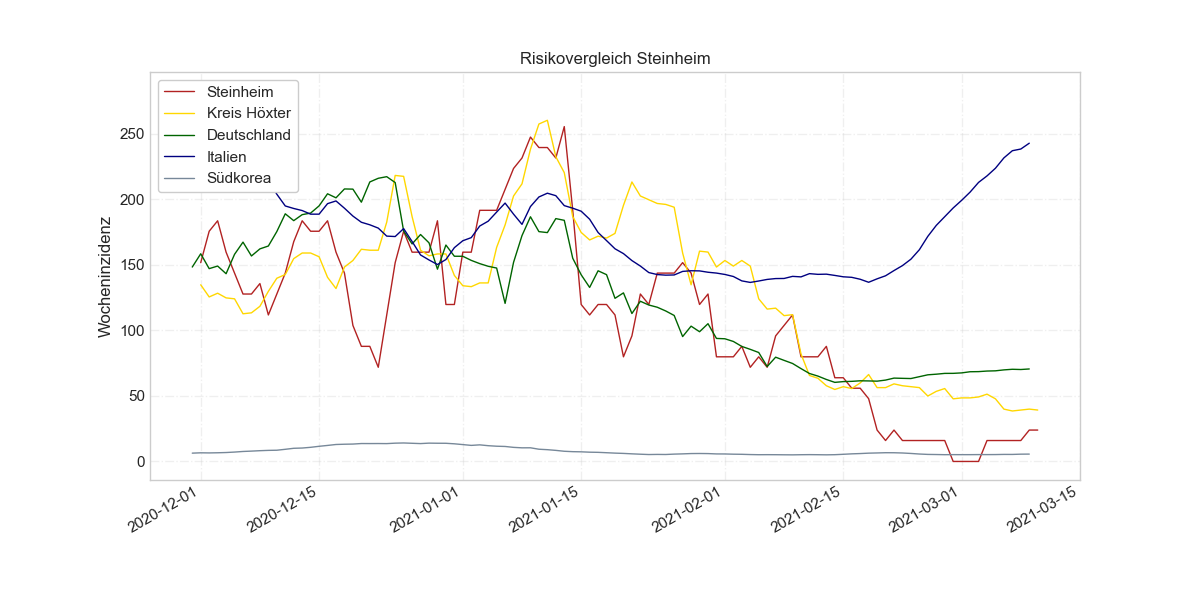 Risikovergleich Steinheim
Steinheim
Kreis Höxter
Deutschland
Italien
Südkorea
Wocheninzidenz
250
200
150
100
50
0
2020-12-01
2020-12-15
2021-01-01
2021-01-15
2021-02-01
2021-02-15
2021-03-01
2021-03-15